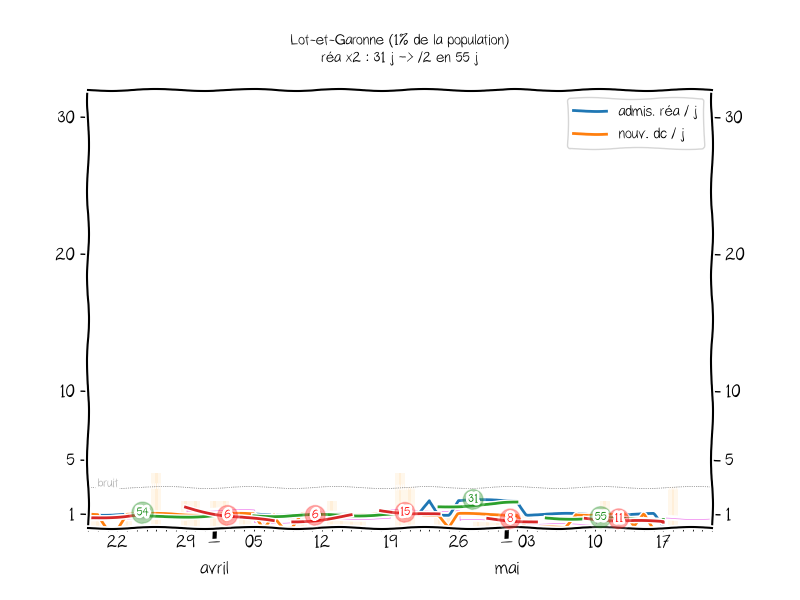 Lot-et-Garonne (1% de la population)
réa x2 : 31 j -> /2 en 55 j
admis. réa / j
nouv. dc / j
30 30
20 20
10 10
5 5
bruit
1 1
54 6 6 15 31 8 55 11
22 29 05 12 19 26 03 10 17
avril mai